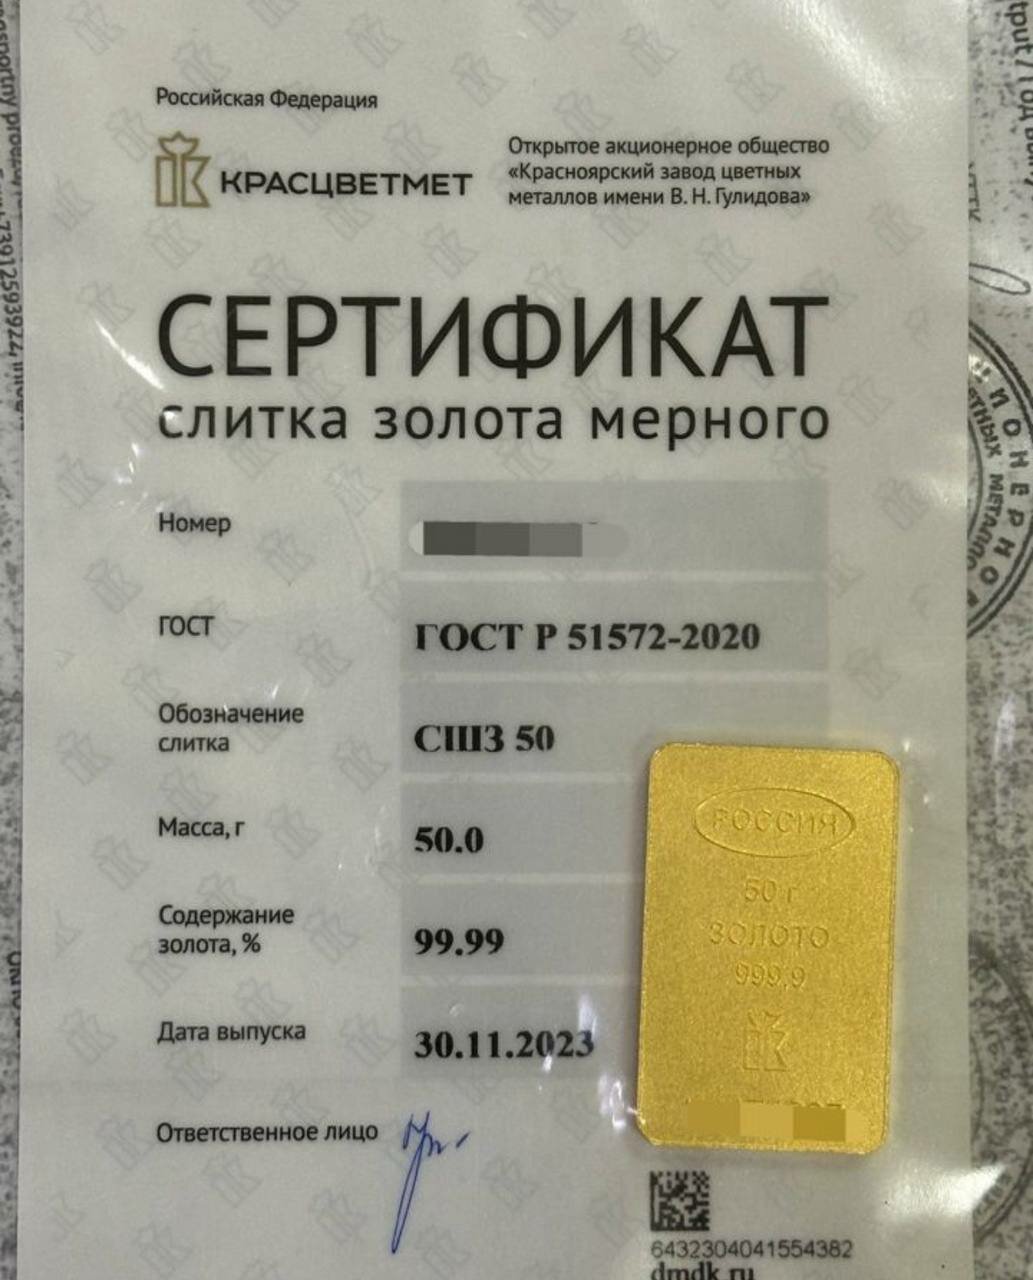 Российская Федерация
КРАСЦВЕТМЕТ
Открытое акционерное общество
«Красноярский завод цветных
металлов имени В. Н. Гулидова»
СЕРТИФИКАТ
слитка золота мерного
Номер
ГОСТ
ГОСТ Р 51572-2020
Обозначение
слитка
СШЗ 50
Масса, г
50.0
Содержание
золота, %
99.99
Дата выпуска
30.11.2023
Ответственное лицо
РОССИЯ
50 г
ЗОЛОТО
999,9
6432304041554382
dmdk.ru